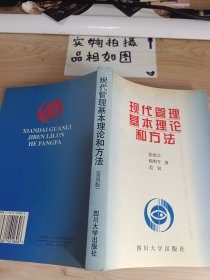 实物拍摄
品相如图
XIANDAI GUANLI
JIBEN LILUN
HE FANGFA
现代管理基本理论和方法
四川大学出版社
现代管理
基本理论
和方法
著
四川大学出版社